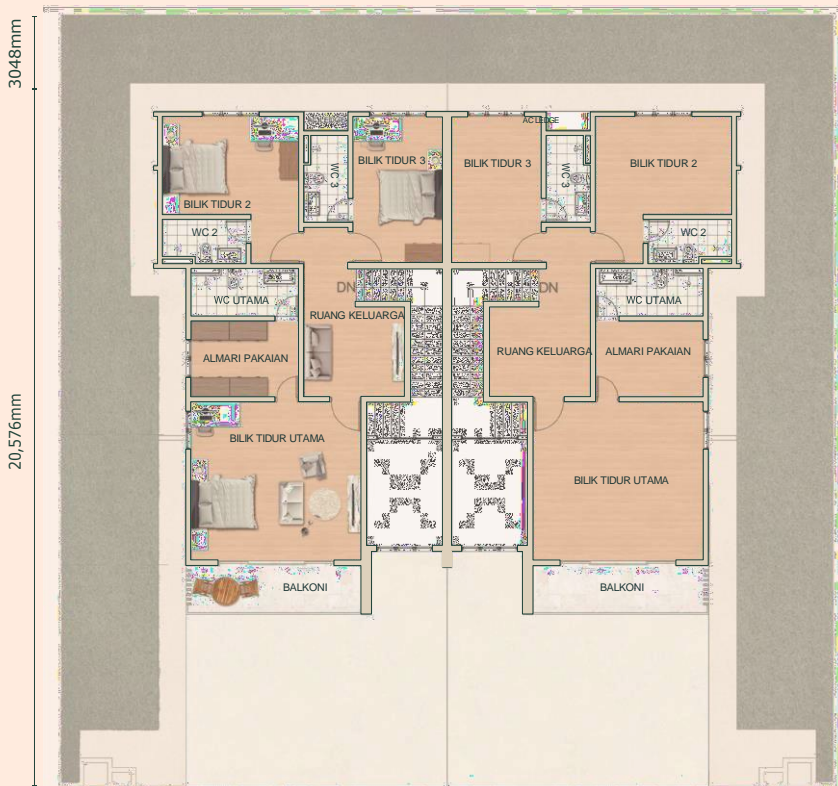 3048mm
20,576mm
AC LEDGE
BILIK TIDUR 2
WC 3
BILIK TIDUR 3
BILIK TIDUR 3
WC 3
BILIK TIDUR 2
WC 2
WC 2
DN
DN
WC UTAMA
WC UTAMA
RUANG KELUARGA
RUANG KELUARGA
ALMARI PAKAIAN
ALMARI PAKAIAN
BILIK TIDUR UTAMA
BILIK TIDUR UTAMA
BALKONI
BALKONI